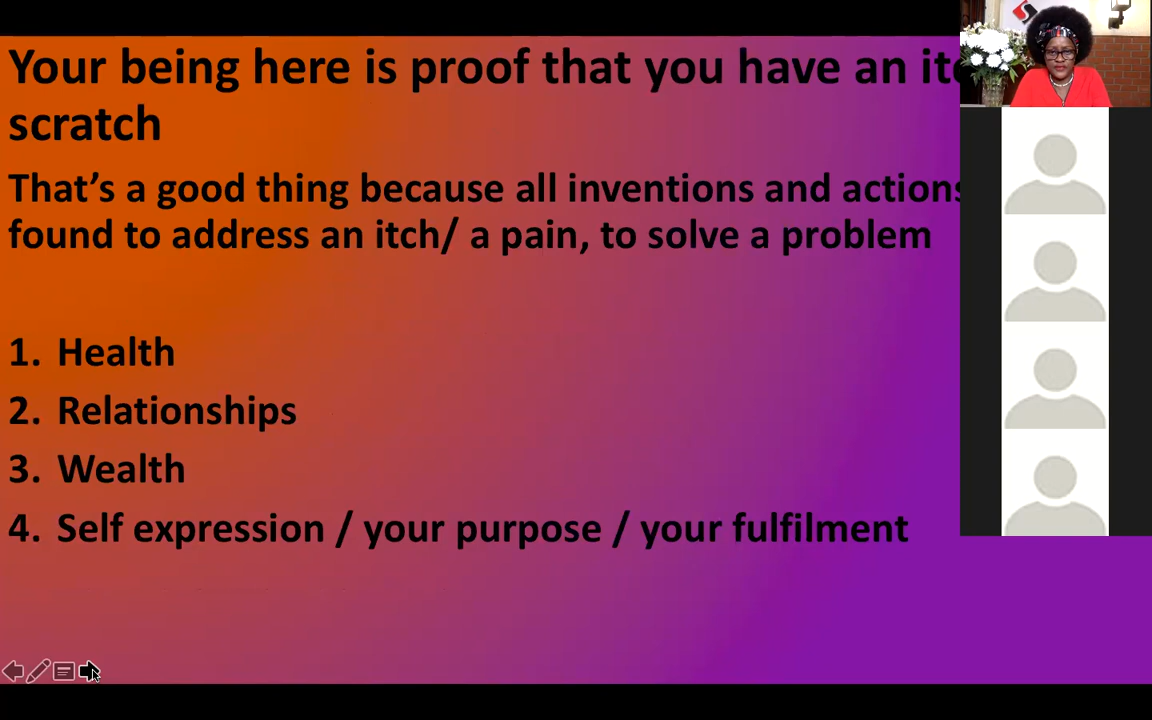 Your being here is proof that you have an
scratch
That's a good thing because all inventions and actions
found to address an itch/ a pain, to solve a problem
1. Health
2. Relationships
3. Wealth
4. Self expression / your purpose / your fulfilment